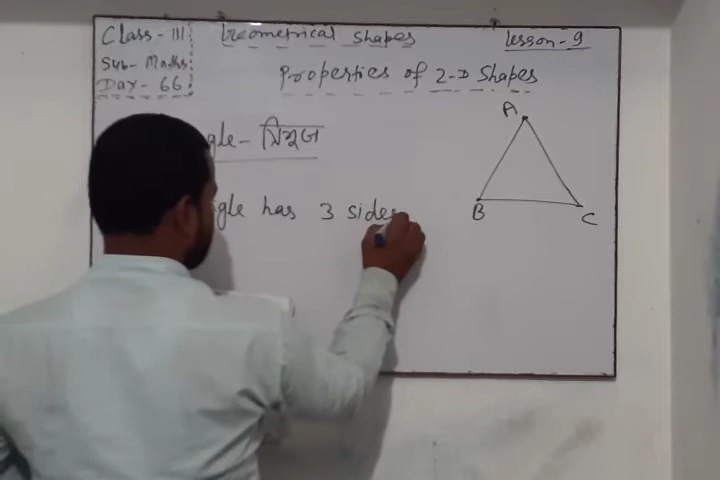 Class - III
Geometrical Shapes
Lesson - 9
Sub - Maths
Day - 66
Properties of 2-D Shapes
gle - त्रिभुज
gle has 3 sides
A
B
C